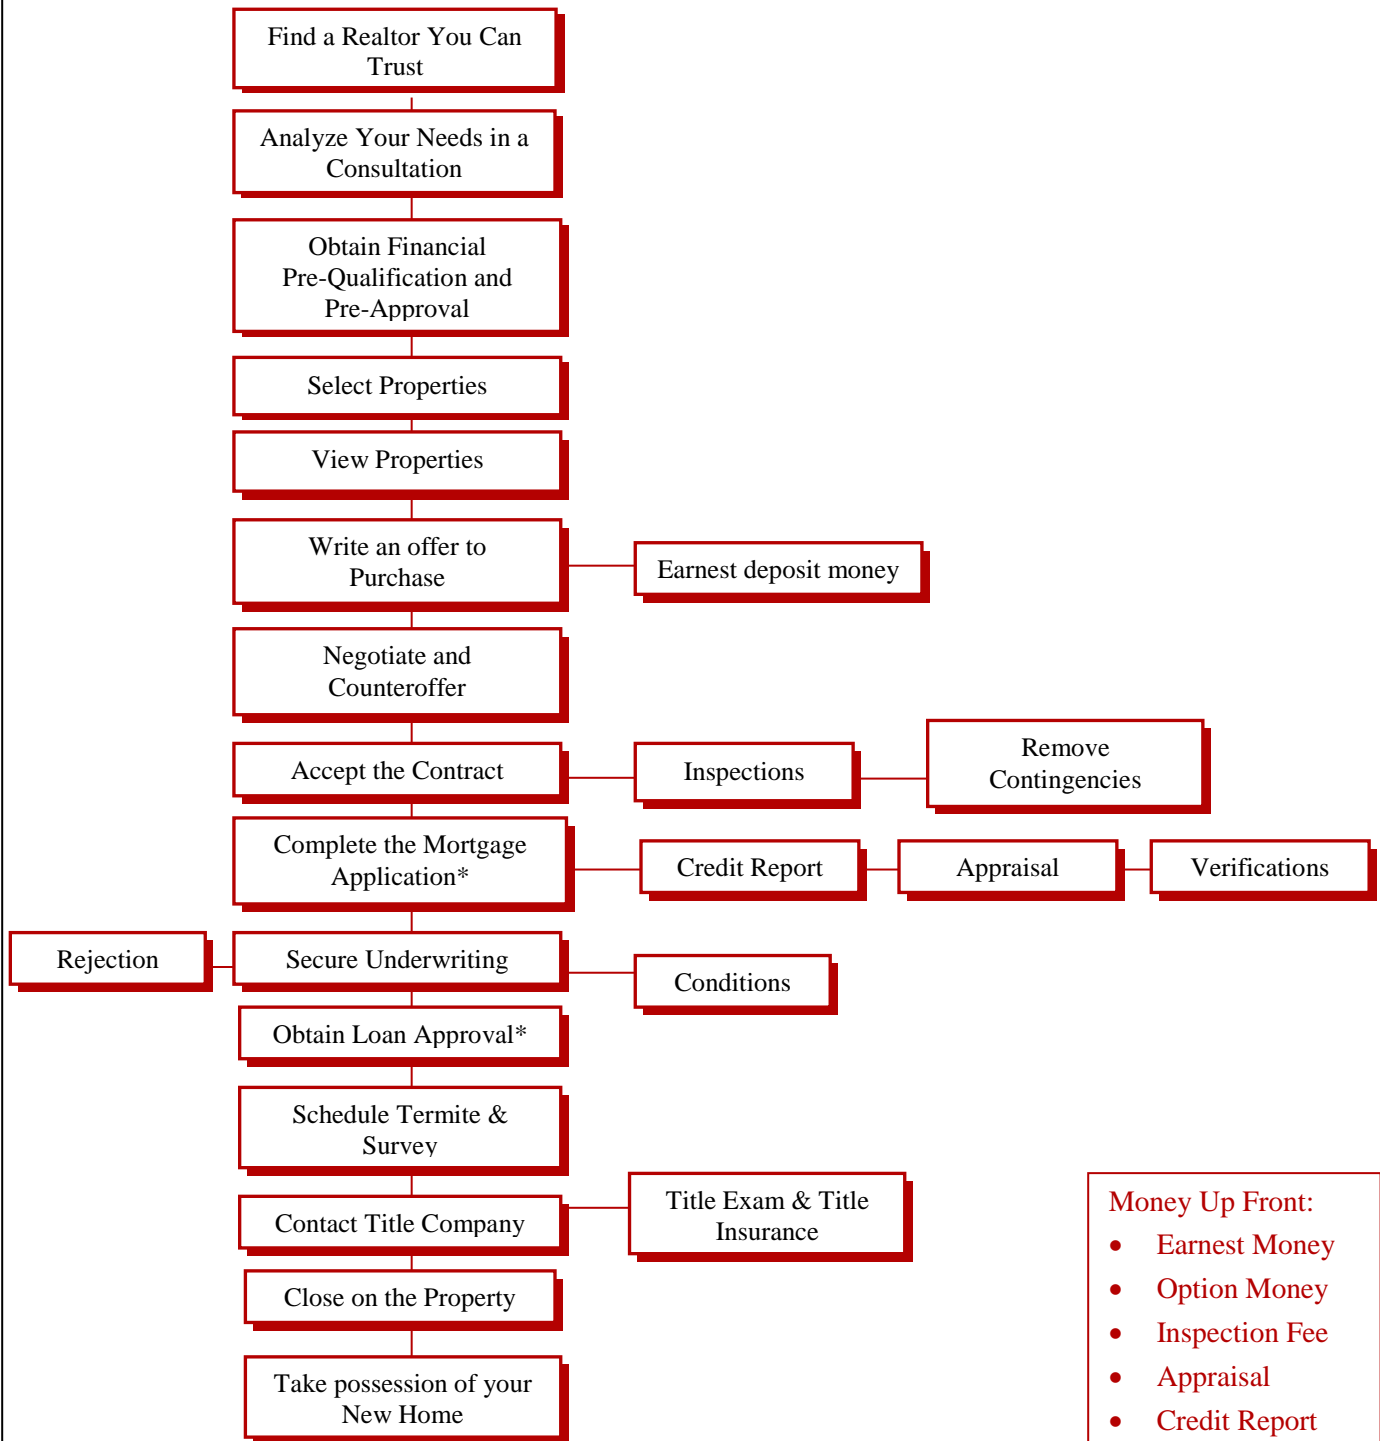 Find a Realtor You Can
Trust
Analyze Your Needs in a
Consultation
Obtain Financial
Pre-Qualification and
Pre-Approval
Select Properties
View Properties
Write an offer to
Purchase
Earnest deposit money
Negotiate and
Counteroffer
Accept the Contract
Inspections
Remove
Contingencies
Complete the Mortgage
Application*
Credit Report
Appraisal
Verifications
Rejection
Secure Underwriting
Conditions
Obtain Loan Approval*
Schedule Termite &
Survey
Contact Title Company
Title Exam & Title
Insurance
Close on the Property
Take possession of your
New Home
Money Up Front:
• Earnest Money
• Option Money
• Inspection Fee
• Appraisal
• Credit Report